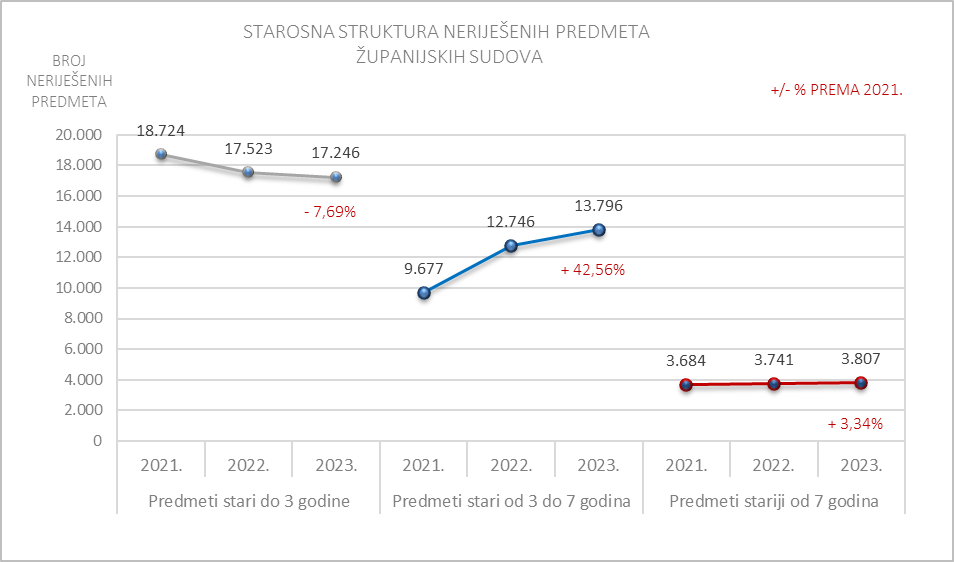 STAROSNA STRUKTURA NERIJEŠENIH PREDMETA
ŽUPANIJSKIH SUDOVA
BROJ
NERIJEŠENIH
PREDMETA
+/- % PREMA 2021.
20.000
18.000
16.000
14.000
12.000
10.000
8.000
6.000
4.000
2.000
0
18.724
17.523
17.246
- 7,69%
9.677
12.746
13.796
+ 42,56%
3.684
3.741
3.807
+ 3,34%
2021. 2022. 2023. 2021. 2022. 2023. 2021. 2022. 2023.
Predmeti stari do 3 godine Predmeti stari od 3 do 7 godina Predmeti stariji od 7 godina